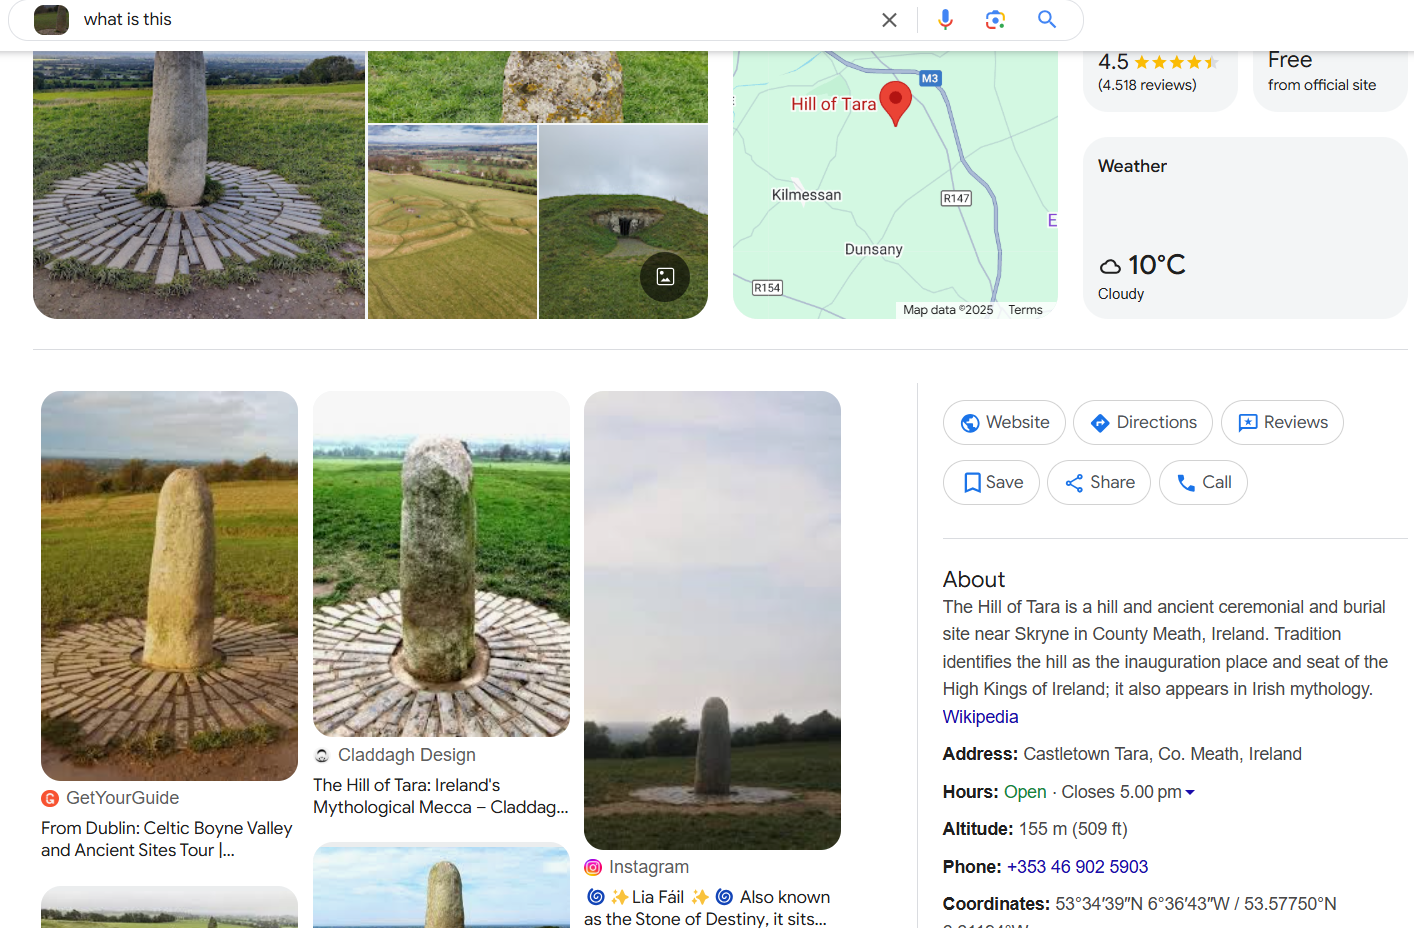 what is this
4.5
(4.518 reviews)
Free
from official site
M3
Hill of Tara
Kilmessan
R147
Dunsany
R154
E
Map data ©2025 Terms
Weather
10°C
Cloudy
Website
Directions
Reviews
Save
Share
Call
GetYourGuide
From Dublin: Celtic Boyne Valley
and Ancient Sites Tour |...
Claddagh Design
The Hill of Tara: Ireland's
Mythological Mecca – Claddag...
Instagram
🌀 ✨ Lia Fáil ✨ 🌀 Also known
as the Stone of Destiny, it sits...
About
The Hill of Tara is a hill and ancient ceremonial and burial
site near Skryne in County Meath, Ireland. Tradition
identifies the hill as the inauguration place and seat of the
High Kings of Ireland; it also appears in Irish mythology.
Wikipedia
Address: Castletown Tara, Co. Meath, Ireland
Hours: Open · Closes 5.00 pm
Altitude: 155 m (509 ft)
Phone: +353 46 902 5903
Coordinates: 53°34′39″N 6°36′43″W / 53.57750°N